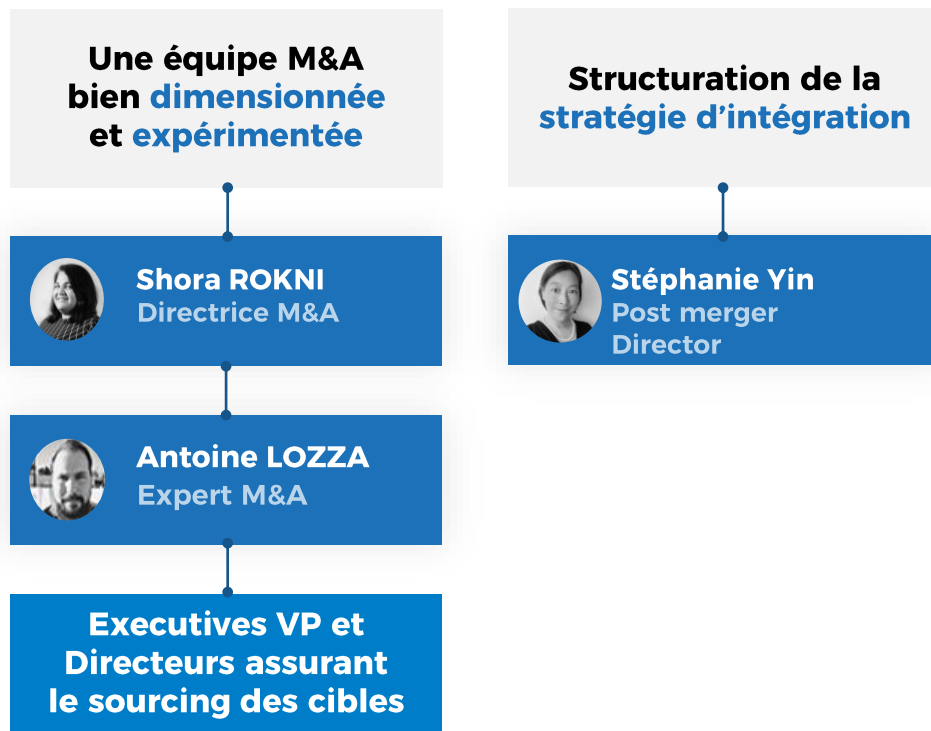 Une équipe M&A
bien dimensionnée
et expérimentée
Shora ROKNI
Directrice M&A
Antoine LOZZA
Expert M&A
Executives VP et
Directeurs assurant
le sourcing des cibles
Structuration de la
stratégie d’intégration
Stéphanie Yin
Post merger
Director